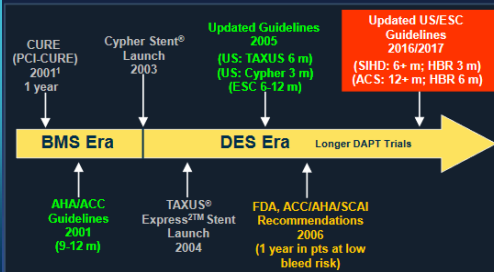 CURE
(PCI-CURE)
2001¹
1 year
Cypher Stent®
Launch
2003
Updated Guidelines
2005
(US: TAXUS 6 m)
(US: Cypher 3 m)
(ESC 6-12 m)
Updated US/ESC
Guidelines
2016/2017
(SIHD: 6+ m; HBR 3 m)
(ACS: 12+ m; HBR 6 m)
BMS Era
DES Era
Longer DAPT Trials
AHA/ACC
Guidelines
2001
(9-12 m)
TAXUS®
Express²™ Stent
Launch
2004
FDA, ACC/AHA/SCAI
Recommendations
2006
(1 year in pts at low
bleed risk)